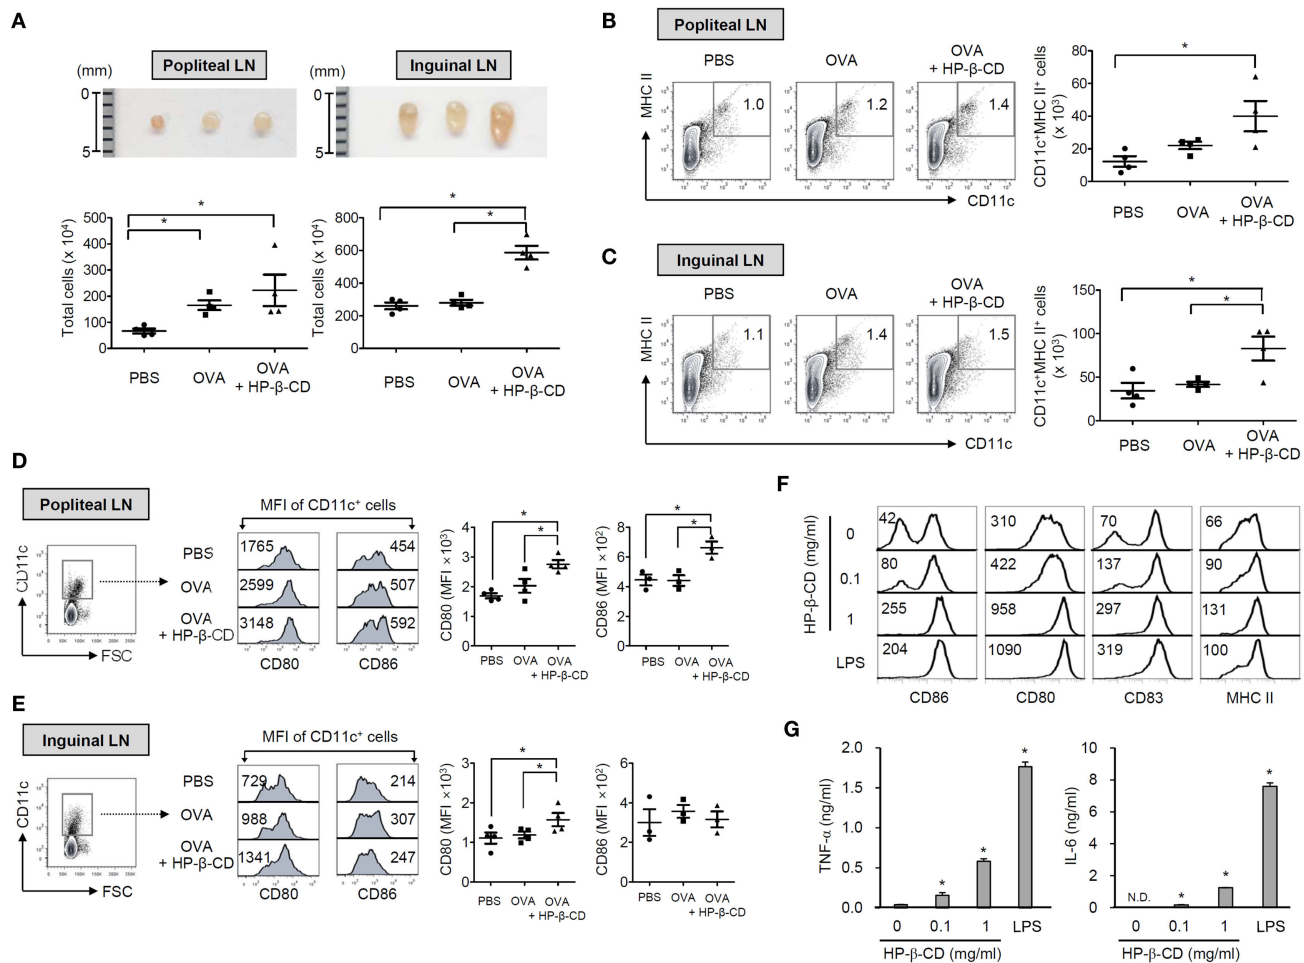 A
(mm)
Popliteal LN
(mm)
Inguinal LN
0
5
0
5
Total cells (x 10⁴)
500
400
300
200
100
0
*
*
PBS
OVA
OVA
+ HP-β-CD
Total cells (x 10⁴)
800
600
400
200
0
*
*
PBS
OVA
OVA
+ HP-β-CD
B
Popliteal LN
PBS
OVA
OVA
+ HP-β-CD
MHC II
1.0
1.2
1.4
CD11c
CD11c⁺MHC II⁺ cells
(x 10³)
80
60
40
20
0
*
PBS
OVA
OVA
+ HP-β-CD
C
Inguinal LN
PBS
OVA
OVA
+ HP-β-CD
MHC II
1.1
1.4
1.5
CD11c
CD11c⁺MHC II⁺ cells
(x 10³)
150
100
50
0
*
*
PBS
OVA
OVA
+ HP-β-CD
D
Popliteal LN
CD11c
FSC
MFI of CD11c⁺ cells
PBS
1765
454
OVA
2599
507
OVA
+ HP-β-CD
3148
592
CD80
CD86
CD80 (MFI ×10³)
4
3
2
1
0
*
*
PBS
OVA
OVA
+ HP-β-CD
CD86 (MFI ×10²)
8
6
4
2
0
*
*
PBS
OVA
OVA
+ HP-β-CD
E
Inguinal LN
CD11c
FSC
MFI of CD11c⁺ cells
PBS
729
214
OVA
988
307
OVA
+ HP-β-CD
1341
247
CD80
CD86
CD80 (MFI ×10³)
3
2
1
0
*
*
PBS
OVA
OVA
+ HP-β-CD
CD86 (MFI ×10²)
6
4
2
0
PBS
OVA
OVA
+ HP-β-CD
F
HP-β-CD (mg/ml)
0
42
310
70
66
0.1
80
422
137
90
1
255
958
297
131
LPS
204
1090
319
100
CD86
CD80
CD83
MHC II
G
TNF-α (ng/ml)
2.0
1.5
1.0
0.5
0.0
*
*
*
0
0.1
1
LPS
HP-β-CD (mg/ml)
IL-6 (ng/ml)
10
8
6
4
2
0
N.D.
*
*
*
0
0.1
1
LPS
HP-β-CD (mg/ml)